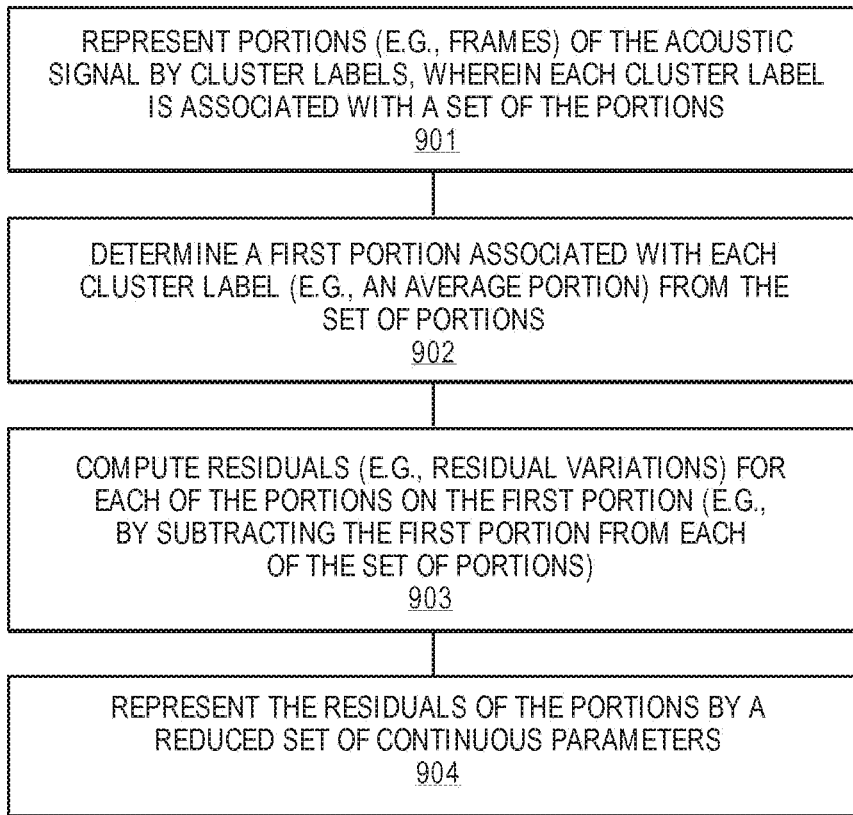 REPRESENT PORTIONS (E.G., FRAMES) OF THE ACOUSTIC
SIGNAL BY CLUSTER LABELS, WHEREIN EACH CLUSTER LABEL
IS ASSOCIATED WITH A SET OF THE PORTIONS
901
DETERMINE A FIRST PORTION ASSOCIATED WITH EACH
CLUSTER LABEL (E.G., AN AVERAGE PORTION) FROM THE
SET OF PORTIONS
902
COMPUTE RESIDUALS (E.G., RESIDUAL VARIATIONS) FOR
EACH OF THE PORTIONS ON THE FIRST PORTION (E.G.,
BY SUBTRACTING THE FIRST PORTION FROM EACH
OF THE SET OF PORTIONS)
903
REPRESENT THE RESIDUALS OF THE PORTIONS BY A
REDUCED SET OF CONTINUOUS PARAMETERS
904